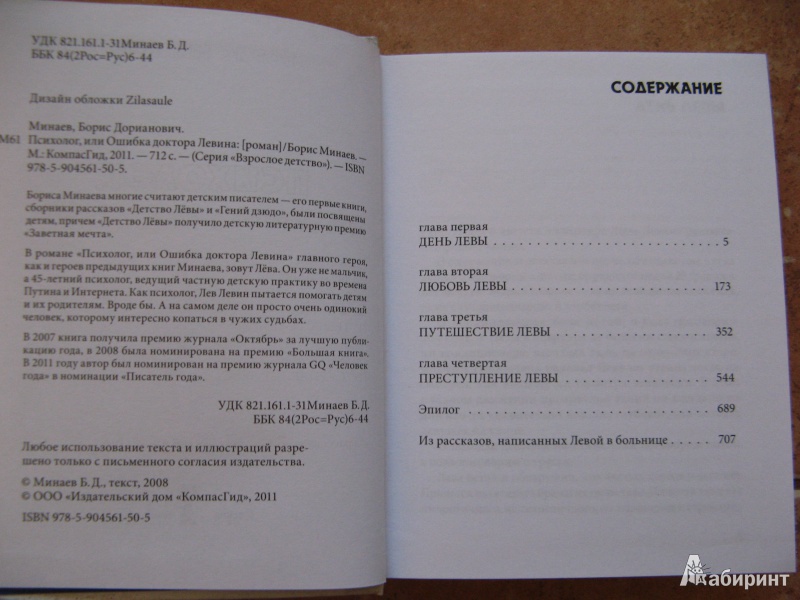 УДК 821.161.1-31Минаев Б. Д.
ББК 84(2Рос=Рус)6-44
Дизайн обложки Zilasaule
Минаев, Борис Дорианович.
М61 Психолог, или Ошибка доктора Левина: [роман]/Борис Минаев. —
М.: КомпасГид, 2011. — 712 с. — (Серия «Взрослое детство»). — ISBN
978-5-904561-50-5.
Бориса Минаева многие считают детским писателем — его первые книги,
сборники рассказов «Детство Лёвы» и «Гений дзюдо», были посвящены
детям, причем «Детство Лёвы» получило детскую литературную премию
«Заветная мечта».
В романе «Психолог, или Ошибка доктора Левина» главного героя,
как и героев предыдущих книг Минаева, зовут Лёва. Он уже не мальчик,
а 45-летний психолог, ведущий частную детскую практику во времена
Путина и Интернета. Как психолог, Лев Левин пытается помогать детям
и их родителям. Вроде бы. А на самом деле он просто очень одинокий
человек, которому интересно копаться в чужих судьбах.
В 2007 книга получила премию журнала «Октябрь» за лучшую публи-
кацию года, в 2008 была номинирована на премию «Большая книга».
В 2011 году автор был номинирован на премию журнала GQ «Человек
года» в номинации «Писатель года».
УДК 821.161.1-31Минаев Б.Д.
ББК 84(2Рос=Рус)6-44
Любое использование текста и иллюстраций разре-
шено только с письменного согласия издательства.
© Минаев Б. Д., текст, 2008
© ООО «Издательский дом «КомпасГид», 2011
ISBN 978-5-904561-50-5
СОДЕРЖАНИЕ
глава первая
ДЕНЬ ЛЕВЫ . . . . . . . . . . . . . . . . . . . . 5
глава вторая
ЛЮБОВЬ ЛЕВЫ . . . . . . . . . . . . . . . . . . 173
глава третья
ПУТЕШЕСТВИЕ ЛЕВЫ . . . . . . . . . . . . . . 352
глава четвертая
ПРЕСТУПЛЕНИЕ ЛЕВЫ . . . . . . . . . . . . . 544
Эпилог . . . . . . . . . . . . . . . . . . . . . . 689
Из рассказов, написанных Левой в больнице . . . . . 707
Лабиринт